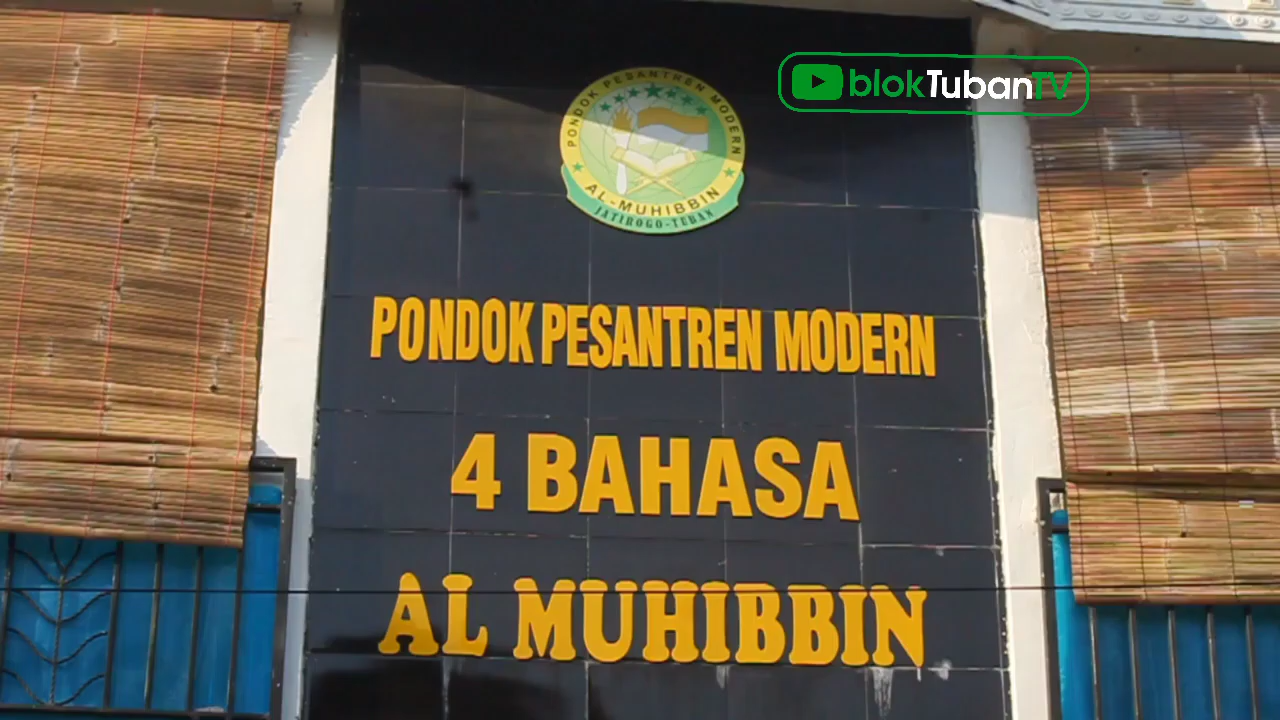 blokTubanTV
PONDOK PESANTREN MODERN
AL-MUHIBBIN
JATIROGO-TUBAN
PONDOK PESANTREN MODERN
4 BAHASA
AL MUHIBBIN